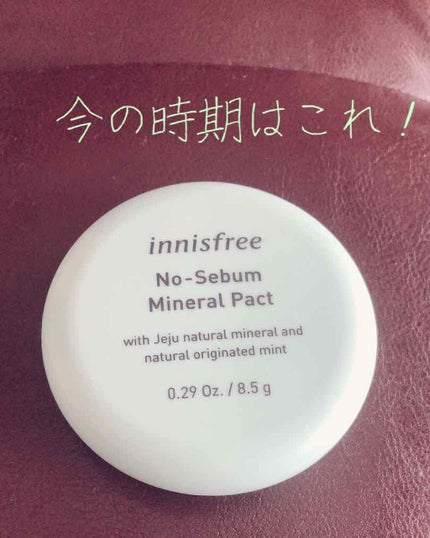 今の時期はこれ！
innisfree
No-Sebum
Mineral Pact
with Jeju natural mineral and
natural originated mint
0.29 Oz. / 8.5 g